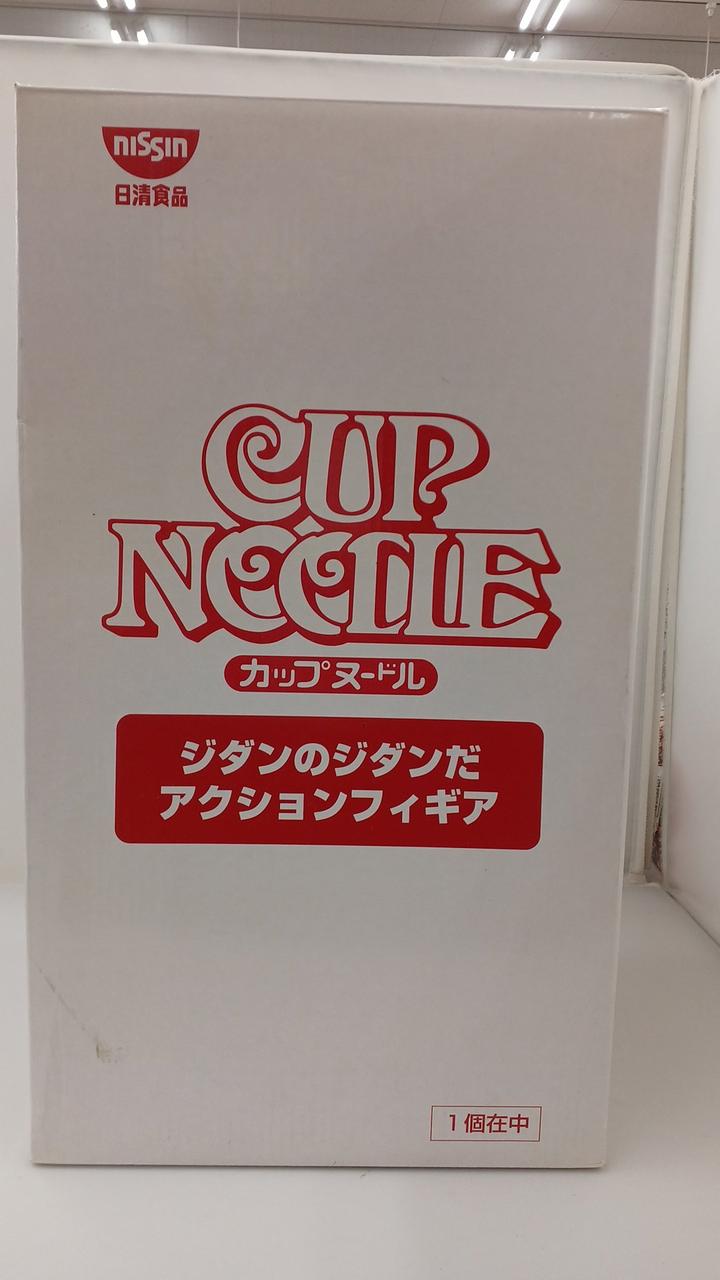 nissin
日清食品
CUP
NOODLE
カップヌードル
ジダンのジダンだ
アクションフィギア
1個在中